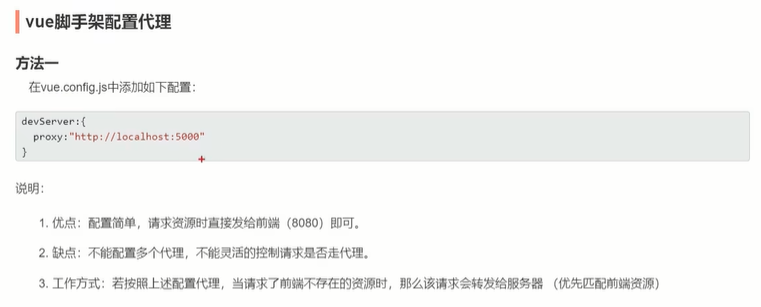 vue脚手架配置代理
方法一
在vue.config.js中添加如下配置：
devServer:{
proxy:"http://localhost:5000"
}
说明：
1. 优点：配置简单，请求资源时直接发给前端（8080）即可。
2. 缺点：不能配置多个代理，不能灵活的控制请求是否走代理。
3. 工作方式：若按照上述配置代理，当请求了前端不存在的资源时，那么该请求会转发给服务器 （优先匹配前端资源）